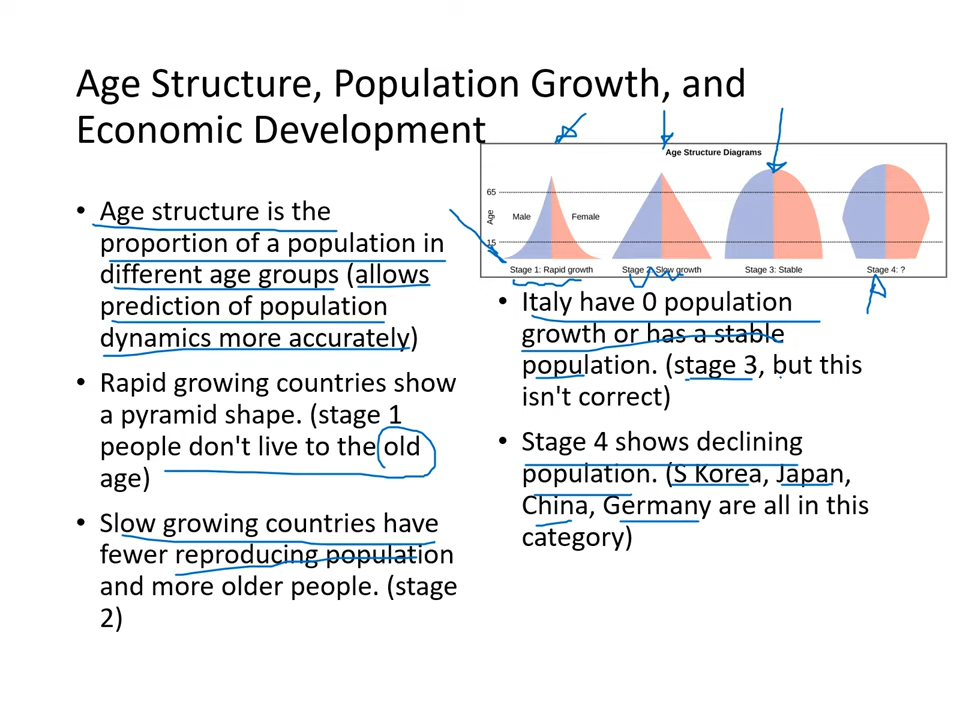 Age Structure, Population Growth, and
Economic Development
• Age structure is the
proportion of a population in
different age groups (allows
prediction of population
dynamics more accurately)
• Rapid growing countries show
a pyramid shape. (stage 1
people don't live to the old
age)
• Slow growing countries have
fewer reproducing population
and more older people. (stage
2)
Age Structure Diagrams
65
Age
15
Male
Female
Stage 1: Rapid growth
Stage 2: Slow growth
Stage 3: Stable
Stage 4: ?
• Italy have 0 population
growth or has a stable
population. (stage 3, but this
isn't correct)
• Stage 4 shows declining
population. (S Korea, Japan,
China, Germany are all in this
category)